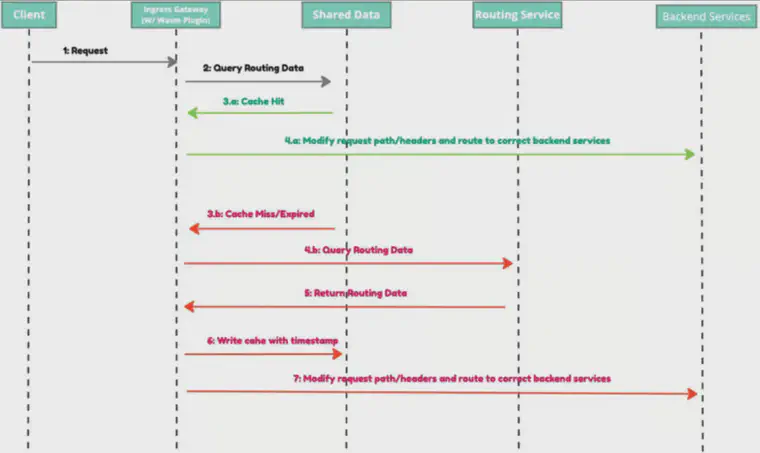 Client
Ingress Gateway
(W/ Wasm Plugin)
Shared Data
Routing Service
Backend Services
1: Request
2: Query Routing Data
3.a: Cache Hit
4.a: Modify request path/headers and route to correct backend services
3.b: Cache Miss/Expired
4.b: Query Routing Data
5: Return Routing Data
6: Write cahe with timestamp
7: Modify request path/headers and route to correct backend services